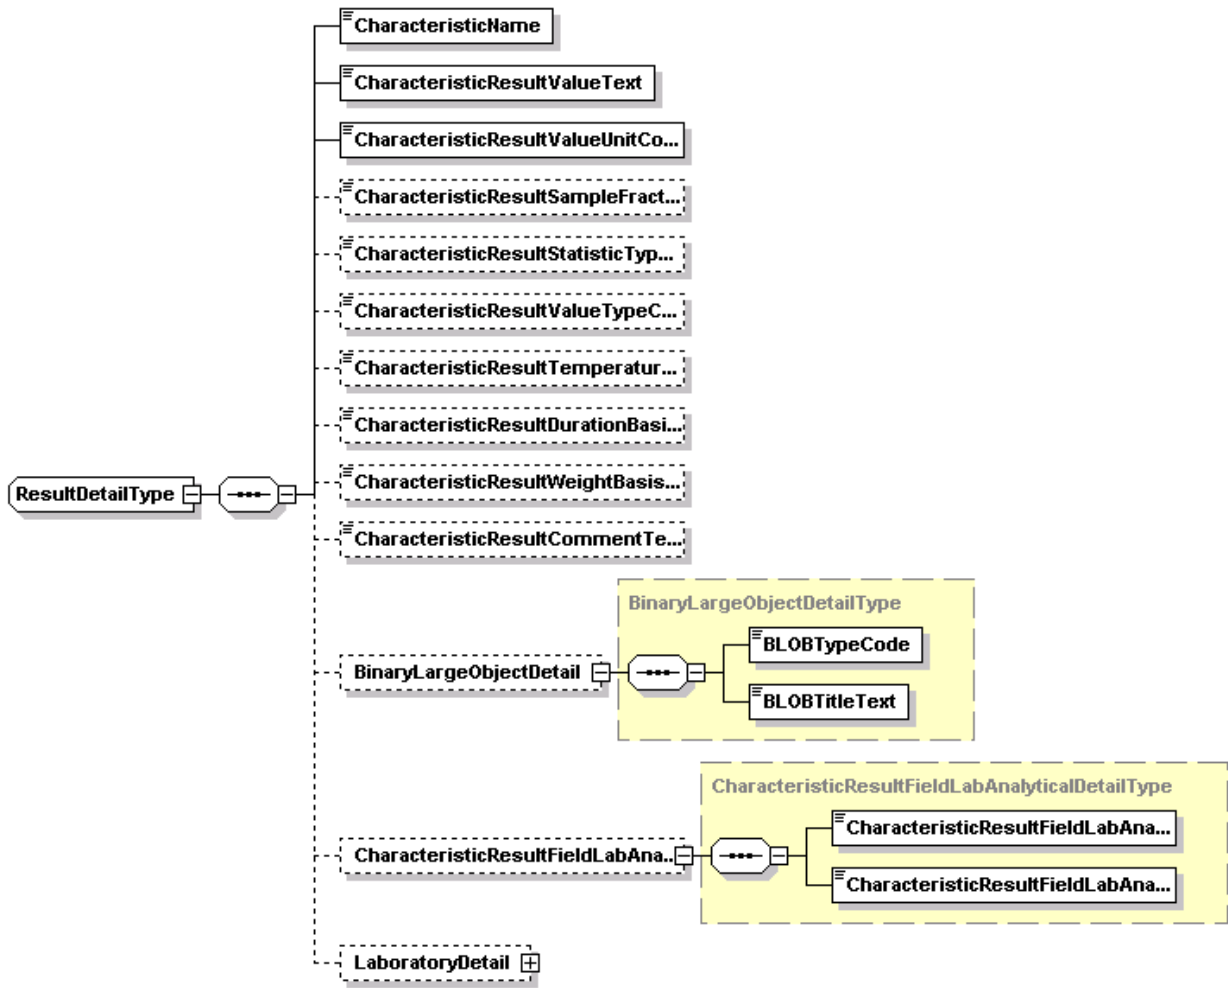 CharacteristicName
CharacteristicResultValueText
CharacteristicResultValueUnitCo...
CharacteristicResultSampleFract...
CharacteristicResultStatisticTyp...
CharacteristicResultValueTypeC...
CharacteristicResultTemperatur...
CharacteristicResultDurationBasi...
ResultDetailType
CharacteristicResultWeightBasis...
CharacteristicResultCommentTe...
BinaryLargeObjectDetailType
BLOBTypeCode
BinaryLargeObjectDetail
BLOBTitleText
CharacteristicResultFieldLabAnalyticalDetailType
CharacteristicResultFieldLabAna...
CharacteristicResultFieldLabAna...
CharacteristicResultFieldLabAna...
LaboratoryDetail